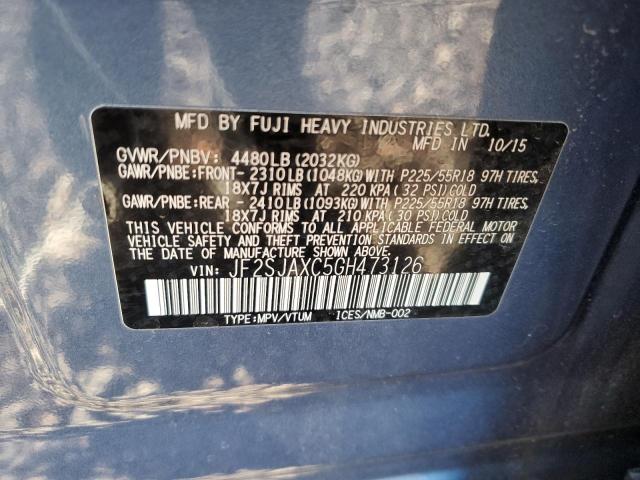 MFD BY FUJI HEAVY INDUSTRIES LTD.
MFD. IN 10/15
GVWR/PNBV: 4480LB (2032KG)
GAWR/PNBE:FRONT- 2310LB (1048KG) WITH P225/55R18 97H TIRES,
18X7J RIMS AT 220 KPA (32 PSI) COLD
GAWR/PNBE:REAR - 2410LB (1093KG) WITH P225/55R18 97H TIRES,
18X7J RIMS AT 210 KPA (30 PSI) COLD
THIS VEHICLE CONFORMS TO ALL APPLICABLE FEDERAL MOTOR
VEHICLE SAFETY AND THEFT PREVENTION STANDARDS IN EFFECT ON
THE DATE OF MANUFACTURE SHOWN ABOVE.
VIN: JF2SJAXC5GH473126
TYPE:MPV/VTUM ICES/NMB-002